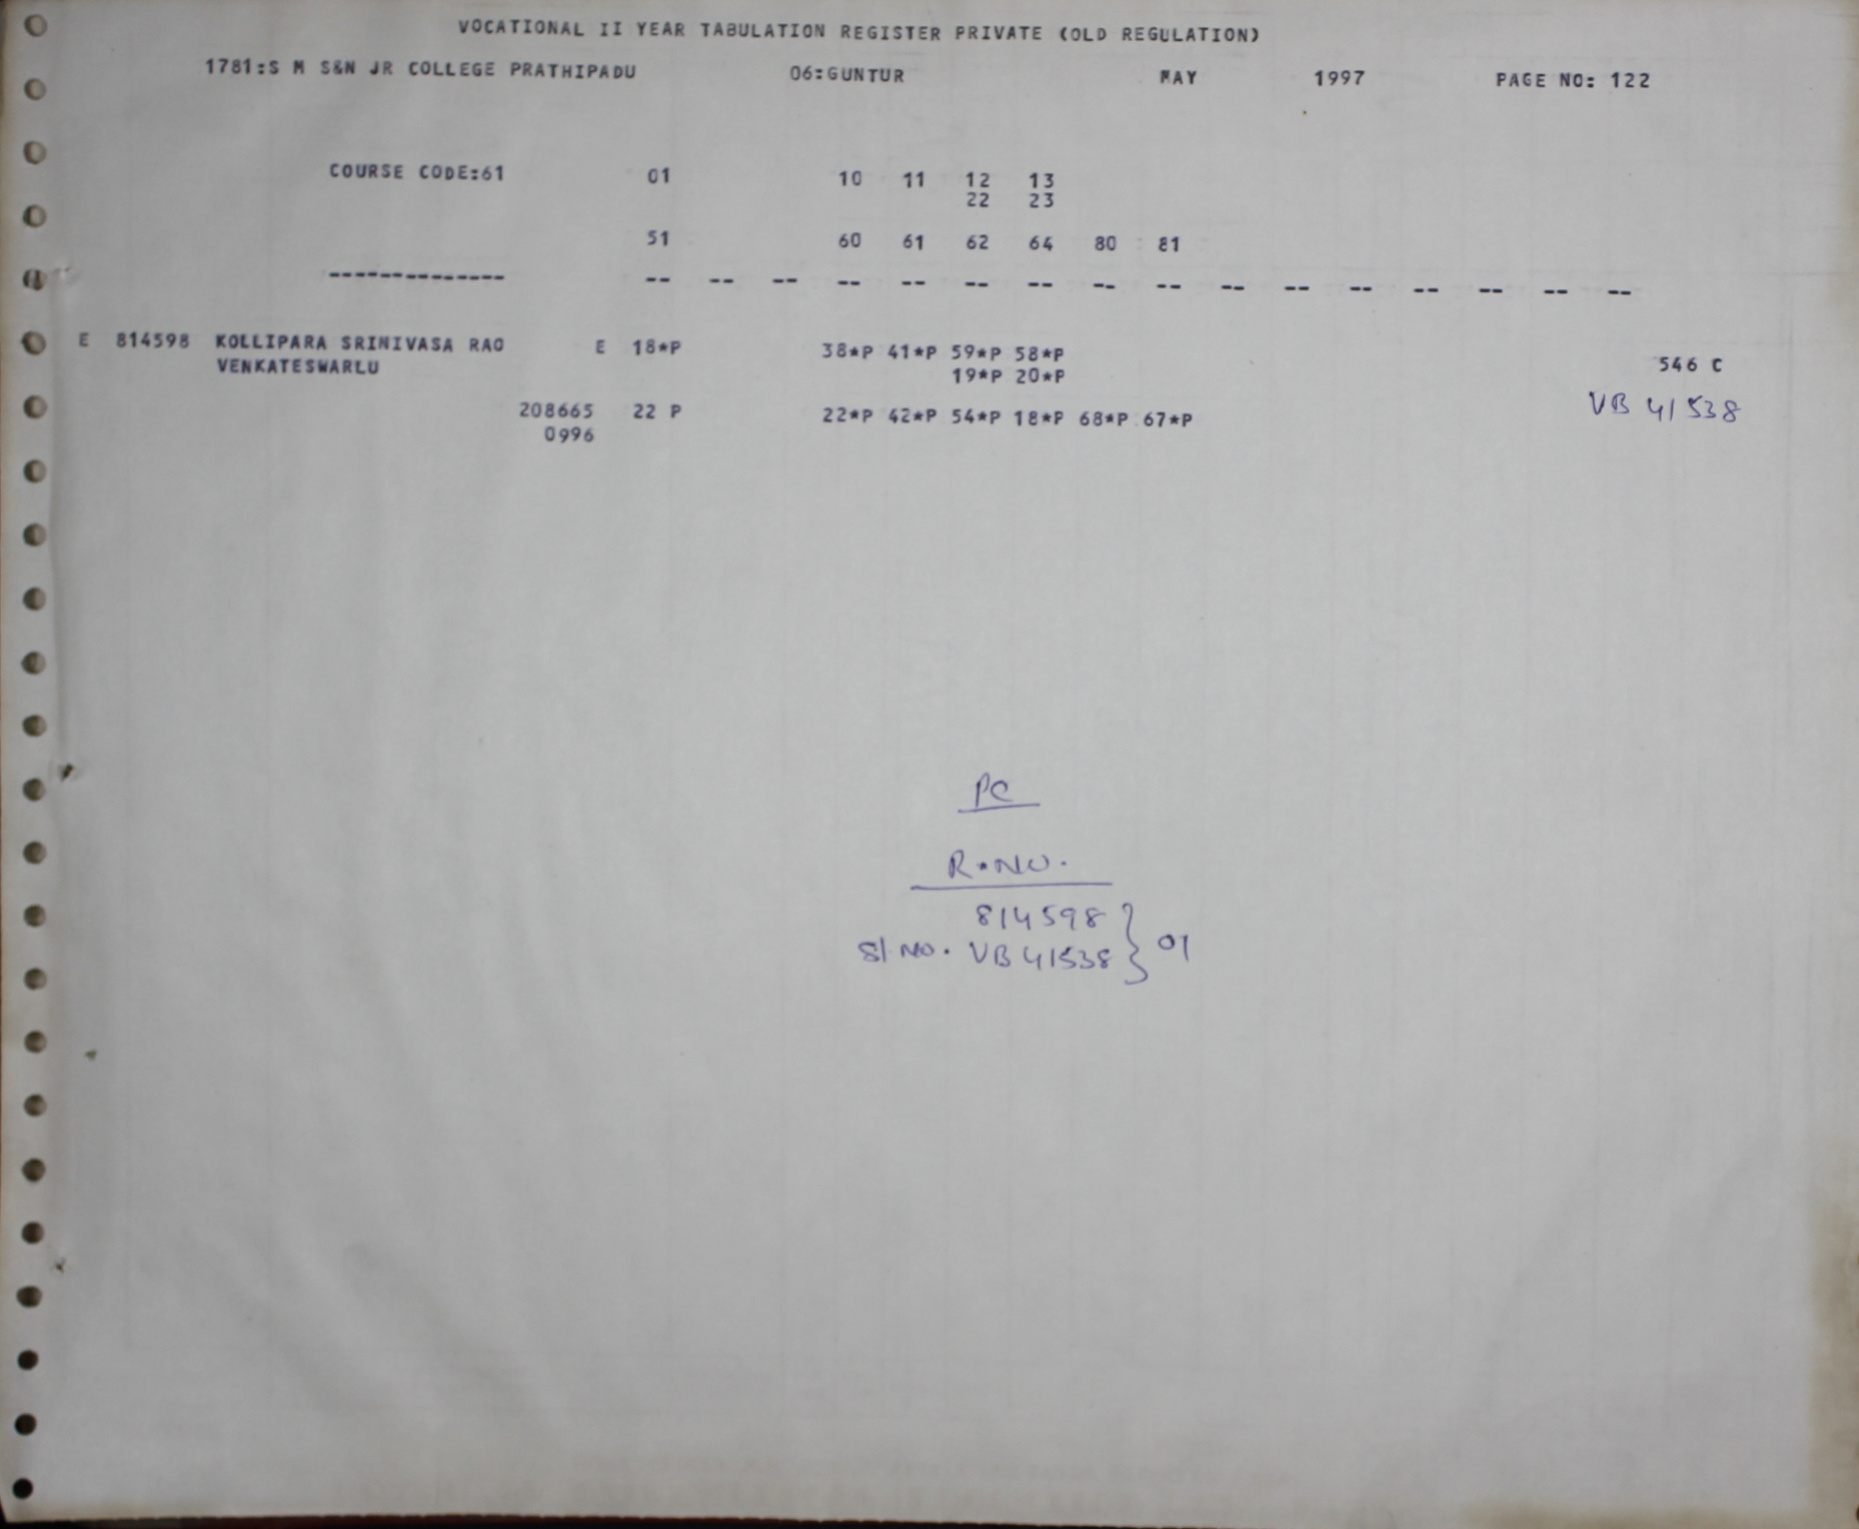 VOCATIONAL II YEAR TABULATION REGISTER PRIVATE (OLD REGULATION)
1781:S M S&N JR COLLEGE PRATHIPADU 06:GUNTUR MAY 1997 PAGE NO: 122
COURSE CODE:61 01 10 11 12 13
22 23
51 60 61 62 64 80 81
-------------- -- -- -- -- -- -- -- -- -- -- -- -- -- -- -- --
E 814598 KOLLIPARA SRINIVASA RAO E 18*P 38*P 41*P 59*P 58*P
VENKATESWARLU 19*P 20*P 546 C
208665 22 P 22*P 42*P 54*P 18*P 68*P 67*P VB 41538
0996
PC
R.NO.
814598
Sl NO. VB 41538 } 01